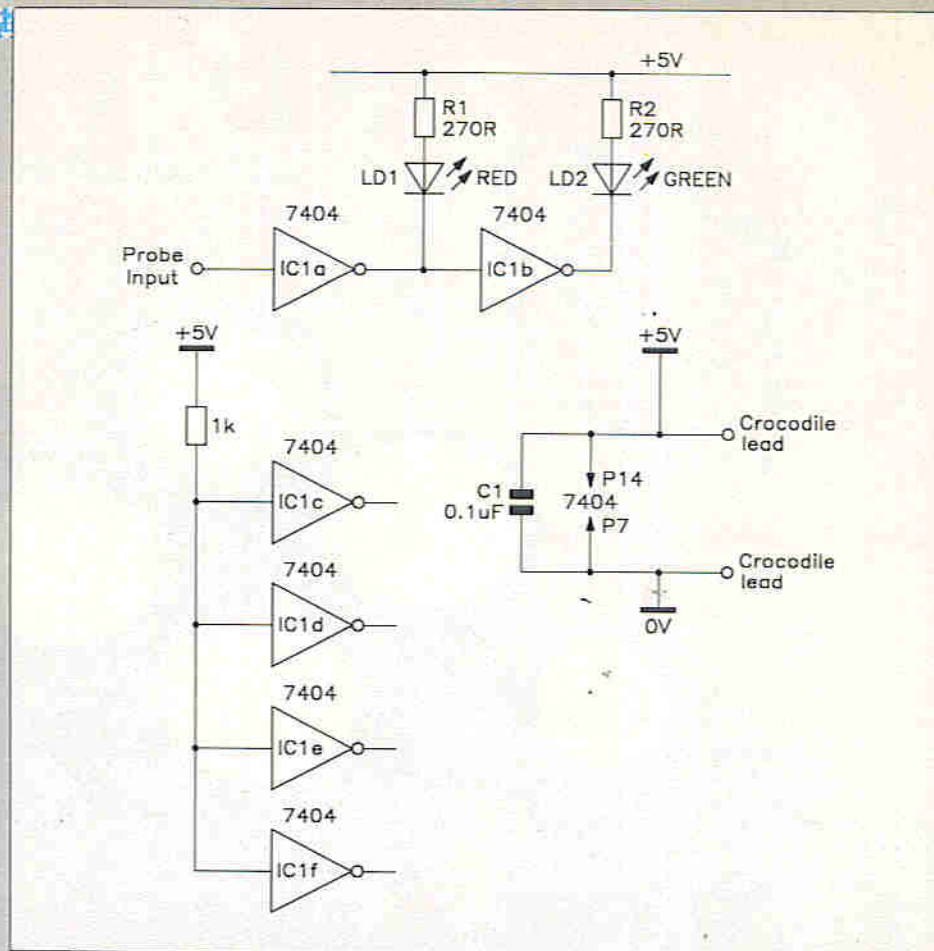 +5V
R1
270R
R2
270R
LD1
RED
LD2
GREEN
7404
7404
Probe
Input
IC1a
IC1b
+5V
+5V
1k
7404
Crocodile
lead
IC1c
C1
0.1uF
P14
7404
P7
7404
Crocodile
lead
IC1d
0V
7404
IC1e
7404
IC1f